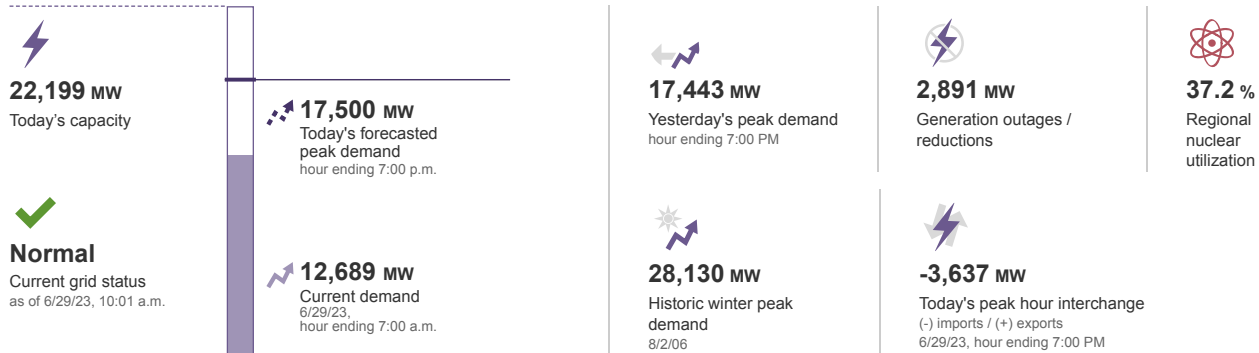 22,199 MW
Today's capacity
Normal
Current grid status
as of 6/29/23, 10:01 a.m.
17,500 MW
Today's forecasted
peak demand
hour ending 7:00 p.m.
12,689 MW
Current demand
6/29/23,
hour ending 7:00 a.m.
17,443 MW
Yesterday's peak demand
hour ending 7:00 PM
2,891 MW
Generation outages /
reductions
37.2 %
Regional
nuclear
utilization
28,130 MW
Historic winter peak
demand
8/2/06
-3,637 MW
Today's peak hour interchange
(-) imports / (+) exports
6/29/23, hour ending 7:00 PM